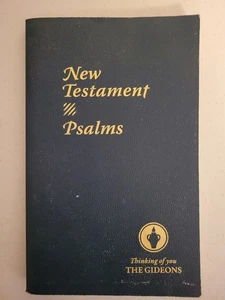 New
Testament
Psalms
Thinking of you
THE GIDEONS